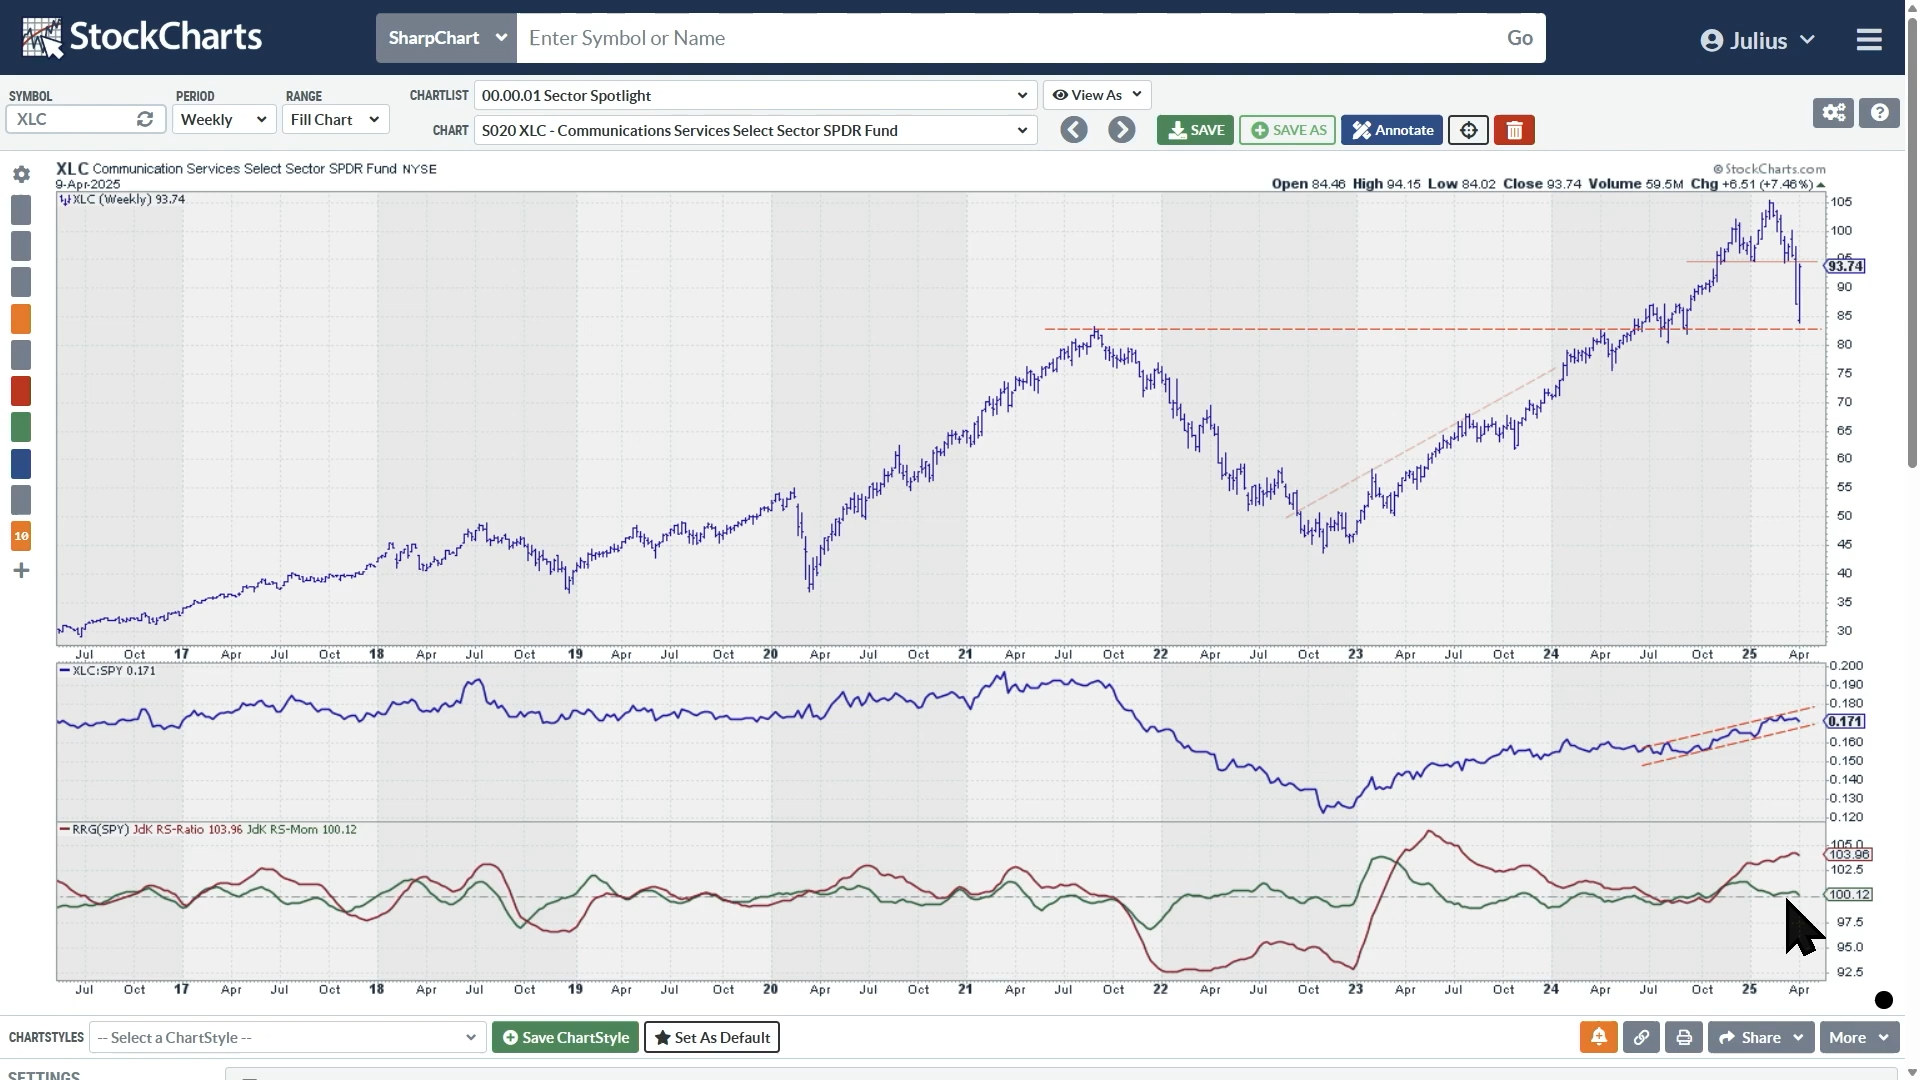 StockCharts
SharpChart
Enter Symbol or Name
Go
Julius
SYMBOL
PERIOD
RANGE
CHARTLIST
00.00.01 Sector Spotlight
View As
XLC
Weekly
Fill Chart
CHART
S020 XLC - Communications Services Select Sector SPDR Fund
SAVE
SAVE AS
Annotate
?
XLC Communication Services Select Sector SPDR Fund NYSE
© StockCharts.com
9-Apr-2025
Open 84.46 High 94.15 Low 84.02 Close 93.74 Volume 59.5M Chg +6.51 (+7.46%)
XLC (Weekly) 93.74
105
100
95
93.74
90
85
80
75
70
65
60
55
50
45
40
35
30
10
Jul Oct 17 Apr Jul Oct 18 Apr Jul Oct 19 Apr Jul Oct 20 Apr Jul Oct 21 Apr Jul Oct 22 Apr Jul Oct 23 Apr Jul Oct 24 Apr Jul Oct 25 Apr
XLC:SPY 0.171
0.200
0.190
0.180
0.171
0.160
0.150
0.140
0.130
0.120
RRG(SPY) JdK RS-Ratio 103.96 JdK RS-Mom 100.12
105.0
103.96
102.5
100.12
97.5
95.0
92.5
Jul Oct 17 Apr Jul Oct 18 Apr Jul Oct 19 Apr Jul Oct 20 Apr Jul Oct 21 Apr Jul Oct 22 Apr Jul Oct 23 Apr Jul Oct 24 Apr Jul Oct 25 Apr
CHARTSTYLES
-- Select a ChartStyle --
Save ChartStyle
Set As Default
Share
More
SETTINGS